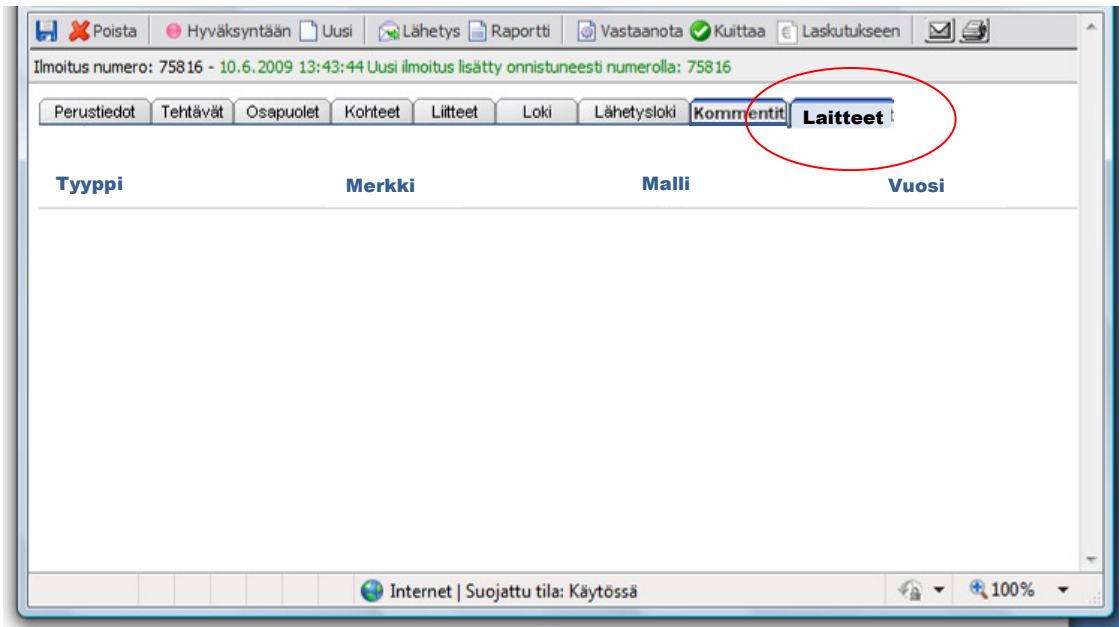 Poista Hyväksyntään Uusi Lähetys Raportti Vastaanota Kuittaa Laskutukseen
Ilmoitus numero: 75816 - 10.6.2009 13:43:44 Uusi ilmoitus lisätty onnistuneesti numerolla: 75816
Perustiedot Tehtävät Osapuolet Kohteet Liitteet Loki Lähetysloki Kommentit Laitteet
Tyyppi Merkki Malli Vuosi
Internet | Suojattu tila: Käytössä 100%